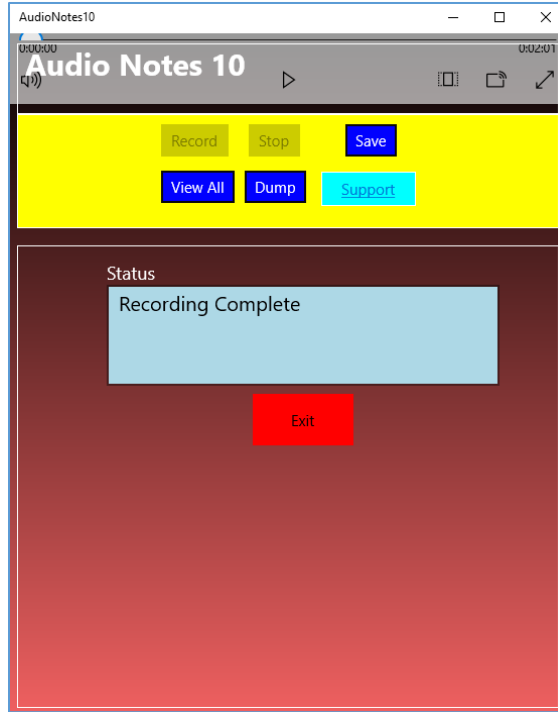 AudioNotes10
0:00:00 0:02:01
Audio Notes 10
Record Stop Save
View All Dump Support
Status
Recording Complete
Exit